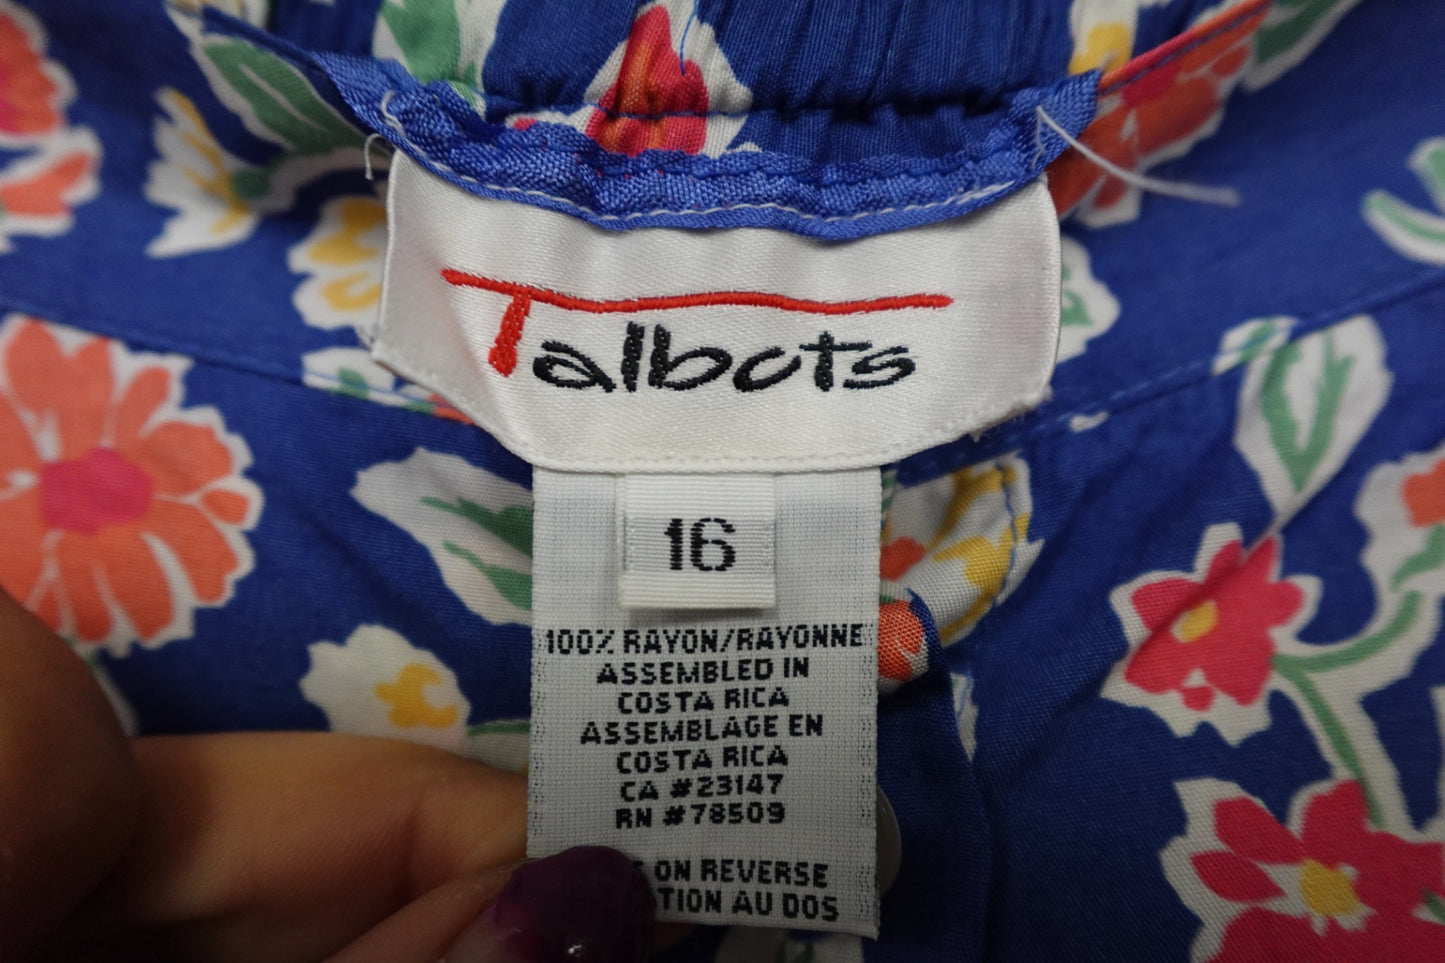 Talbots
16
100% RAYON/RAYONNE
ASSEMBLED IN
COSTA RICA
ASSEMBLAGE EN
COSTA RICA
CA #23147
RN #78509
ON REVERSE
AU DOS